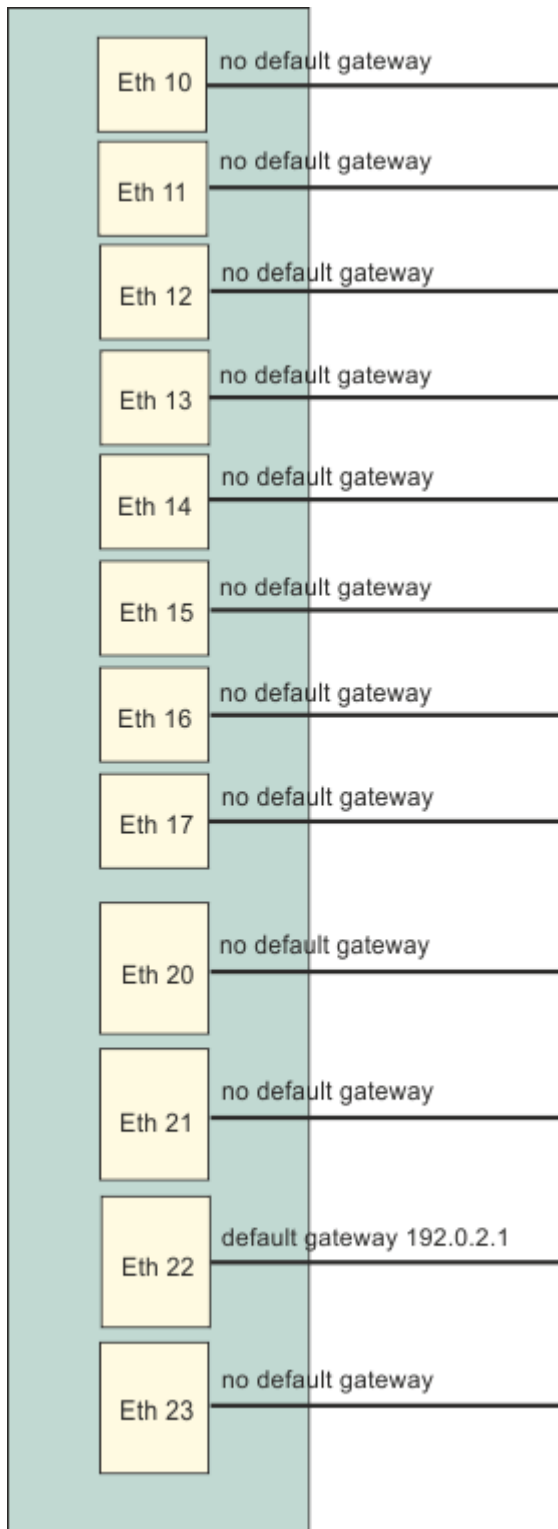 no default gateway
Eth 10
no default gateway
Eth 11
no default gateway
Eth 12
no default gateway
Eth 13
no default gateway
Eth 14
no default gateway
Eth 15
no default gateway
Eth 16
no default gateway
Eth 17
no default gateway
Eth 20
no default gateway
Eth 21
default gateway 192.0.2.1
Eth 22
no default gateway
Eth 23